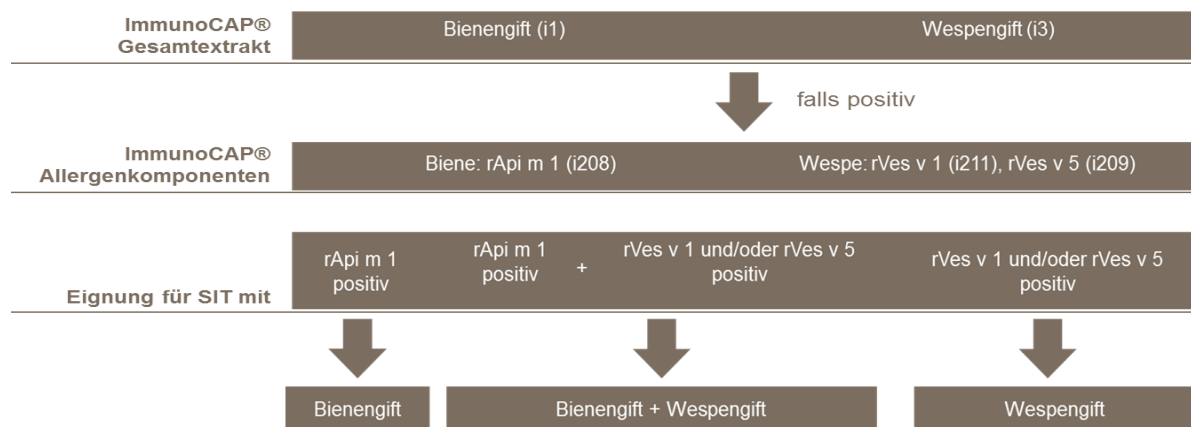 ImmunoCAP®
Gesamtextrakt
Bienengift (i1)
Wespengift (i3)
falls positiv
ImmunoCAP®
Allergenkomponenten
Biene: rApi m 1 (i208)
Wespe: rVes v 1 (i211), rVes v 5 (i209)
Eignung für SIT mit
rApi m 1
positiv
rApi m 1
positiv
+
rVes v 1 und/oder rVes v 5
positiv
rVes v 1 und/oder rVes v 5
positiv
Bienengift
Bienengift + Wespengift
Wespengift